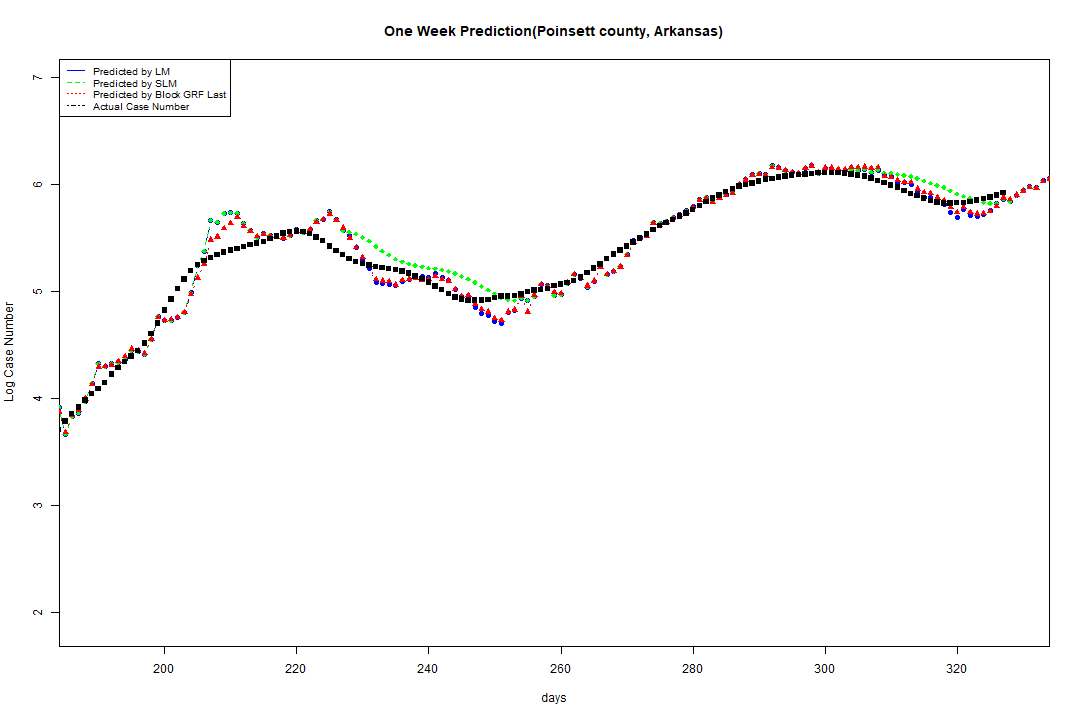 One Week Prediction(Poinsett county, Arkansas)
Predicted by LM
Predicted by SLM
Predicted by Block GRF Last
Actual Case Number
7
6
5
4
3
2
Log Case Number
200 220 240 260 280 300 320
days